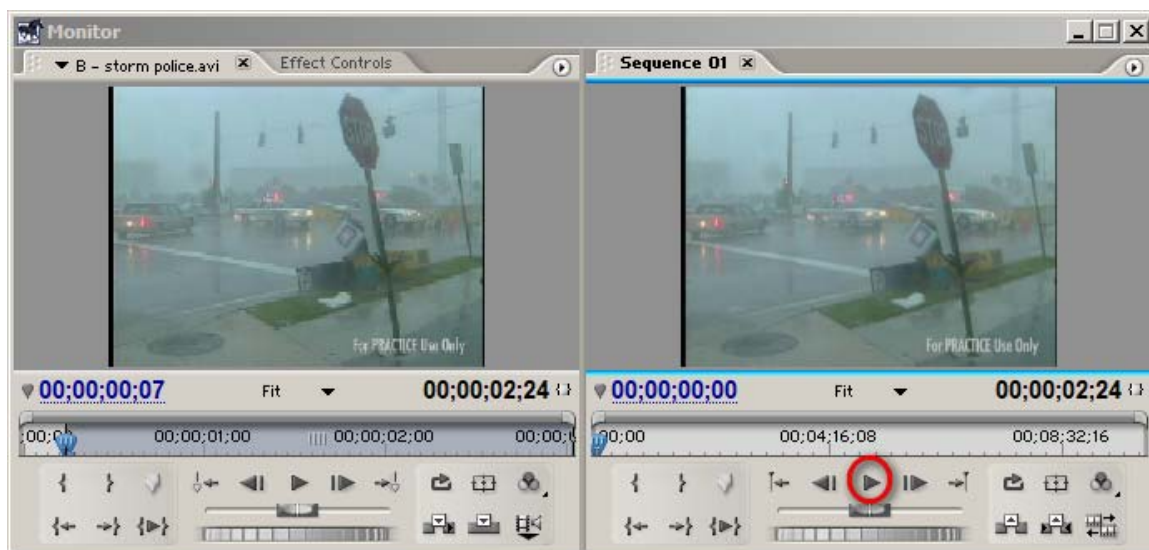 Monitor
B - storm police.avi
Effect Controls
STOP
For PRACTICE Use Only
00;00;00;07
Fit
00;00;02;24
00;00;01;00
00;00;02;00
Sequence 01
STOP
For PRACTICE Use Only
00;00;00;00
Fit
00;00;02;24
00;00
00;04;16;08
00;08;32;16